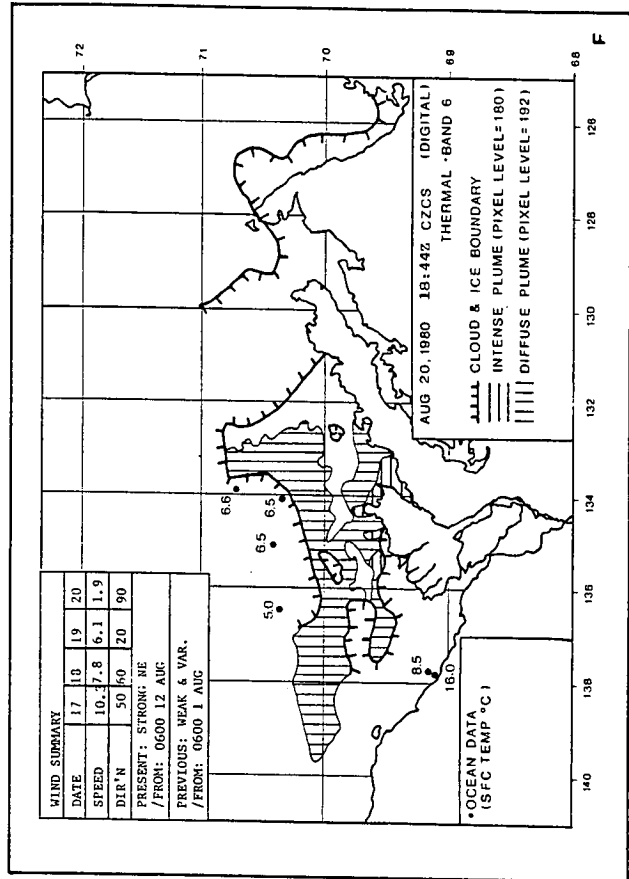 WIND SUMMARY
DATE 17 18 19 20
SPEED 7.8 6.1 1.9
DIR'N 50 60 20 90
PRESENT: STRONG NE
/FROM: 0600 12 AUG
PREVIOUS: WEAK & VAR.
/FROM: 0600 1 AUG
72
71
70
69
68
6.6
6.5
6.5
5.0
8.5
16.0
•OCEAN DATA
(SFC TEMP °C)
AUG 20, 1980 18:44Z CZCS (DIGITAL)
THERMAL -BAND 6
CLOUD & ICE BOUNDARY
INTENSE PLUME (PIXEL LEVEL=180)
DIFFUSE PLUME (PIXEL LEVEL=192)
140 138 136 134 132 130 128 126
F